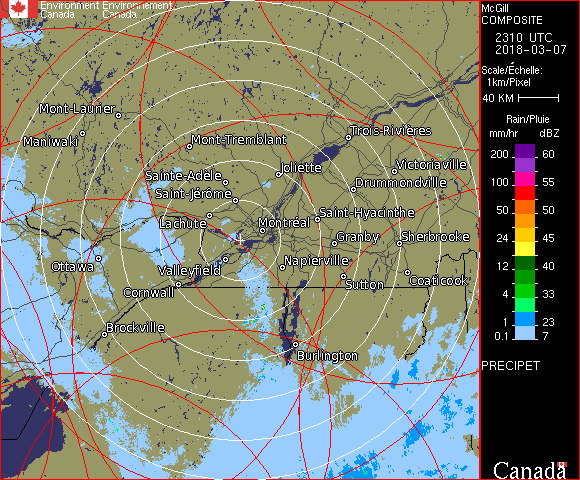 Environment Environnement
Canada Canada
McGill
COMPOSITE
2310 UTC
2018-03-07
Scale/Échelle:
1km/Pixel
40 KM
Rain/Pluie
mm/hr dBZ
200 60
100 55
50 50
24 45
12 40
4 33
1 23
0.1 7
PRECIPET
Canada
Mont-Laurier
Maniwaki
Mont-Tremblant
Trois-Rivières
Joliette
Victoriaville
Sainte-Adèle
Drummondville
Saint-Jérôme
Lachute
Saint-Hyacinthe
Montréal
Granby
Sherbrooke
Ottawa
Valleyfield
Napierville
Cornwall
Sutton
Coaticook
Brockville
Burlington